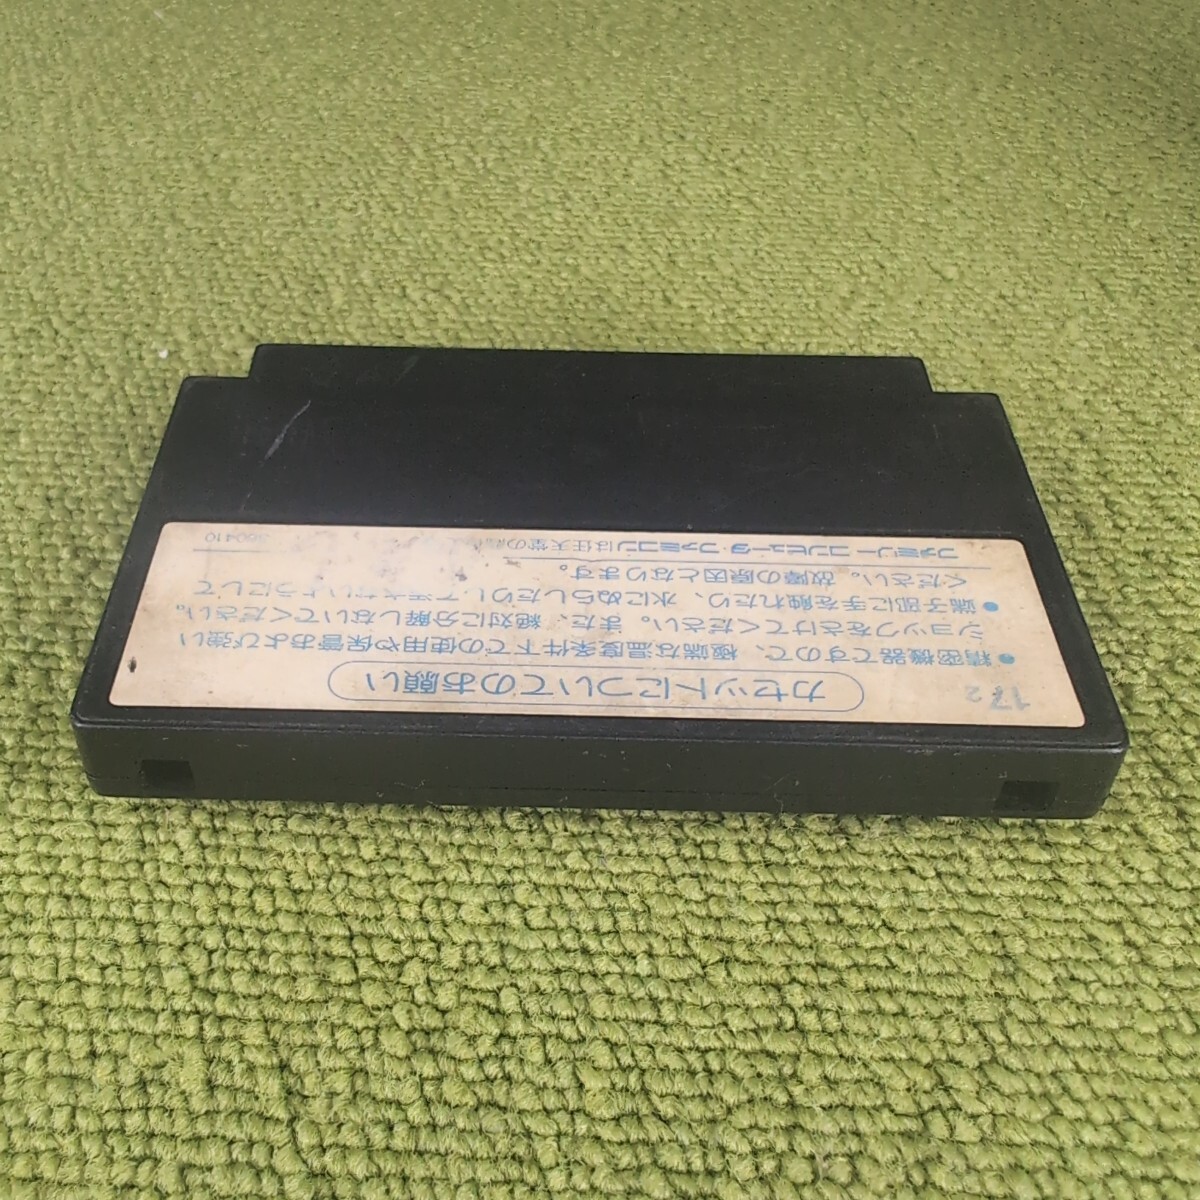 17 2
カセットについてのお願い
●精密機器ですので、極端な温度条件下での使用や保管および強い
ショックをさけてください。また、絶対に分解しないでください。
●端子部に手を触れたり、水にぬらしたりして汚さないようにして
ください。故障の原因となります。
ファミリーコンピュータ・ファミコンは任天堂の